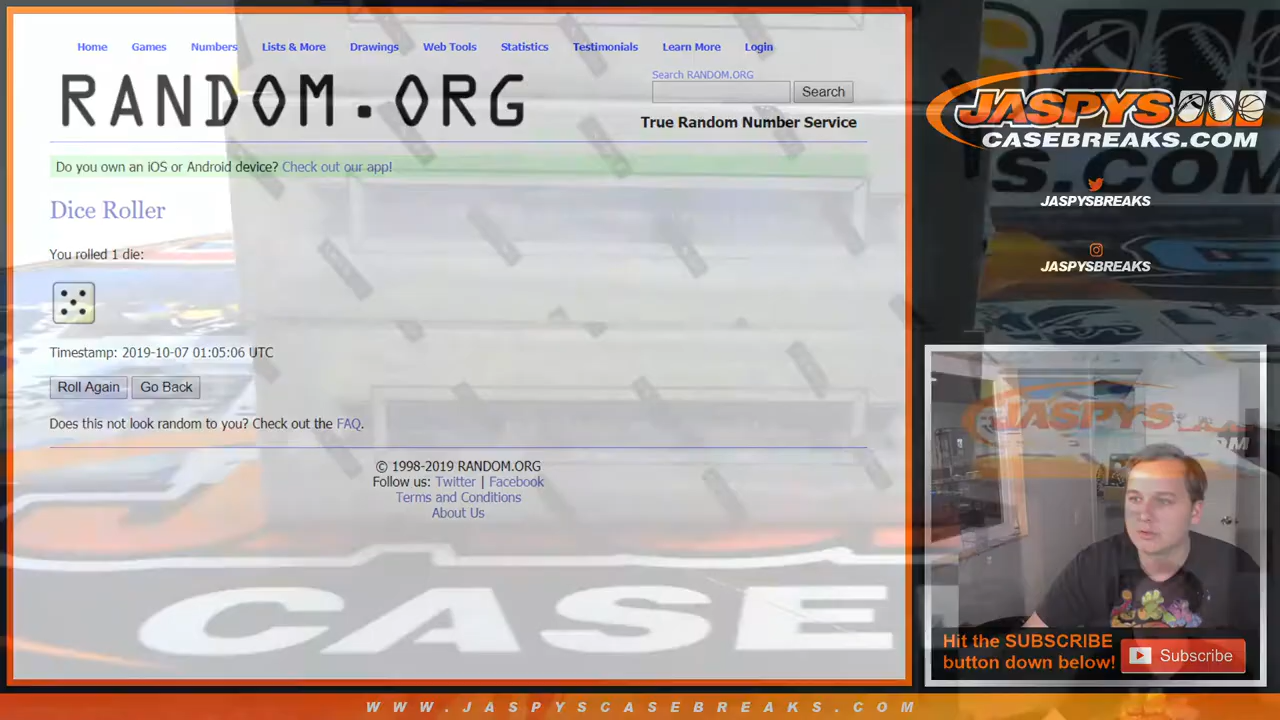 Home Games Numbers Lists & More Drawings Web Tools Statistics Testimonials Learn More Login
RANDOM.ORG
Search RANDOM.ORG
Search
True Random Number Service
Do you own an iOS or Android device? Check out our app!
Dice Roller
You rolled 1 die:
Timestamp: 2019-10-07 01:05:06 UTC
Roll Again Go Back
Does this not look random to you? Check out the FAQ.
© 1998-2019 RANDOM.ORG
Follow us: Twitter | Facebook
Terms and Conditions
About Us
CASE
JASPYS
CASEBREAKS.COM
S.COM
JASPYSBREAKS
JASPYSBREAKS
JASPYS
Hit the SUBSCRIBE
button down below!
Subscribe
WWW.JASPYSCASEBREAKS.COM